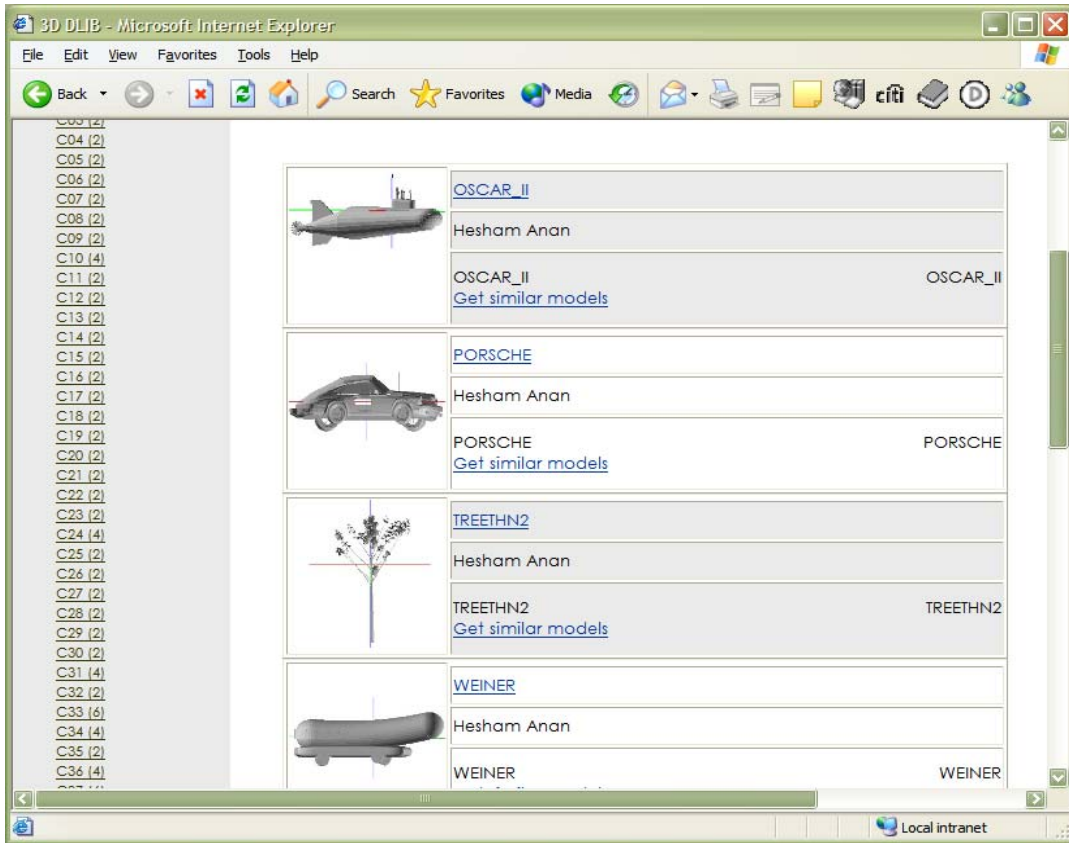 3D DLIB - Microsoft Internet Explorer
File Edit View Favorites Tools Help
Back Search Favorites Media citi D
C03 (2)
C04 (2)
C05 (2)
C06 (2)
C07 (2)
C08 (2)
C09 (2)
C10 (4)
C11 (2)
C12 (2)
C13 (2)
C14 (2)
C15 (2)
C16 (2)
C17 (2)
C18 (2)
C19 (2)
C20 (2)
C21 (2)
C22 (2)
C23 (2)
C24 (4)
C25 (2)
C26 (2)
C27 (2)
C28 (2)
C29 (2)
C30 (2)
C31 (4)
C32 (2)
C33 (6)
C34 (4)
C35 (2)
C36 (4)
OSCAR_II
Hesham Anan
OSCAR_II OSCAR_II
Get similar models
PORSCHE
Hesham Anan
PORSCHE PORSCHE
Get similar models
TREETHN2
Hesham Anan
TREETHN2 TREETHN2
Get similar models
WEINER
Hesham Anan
WEINER WEINER
Local intranet